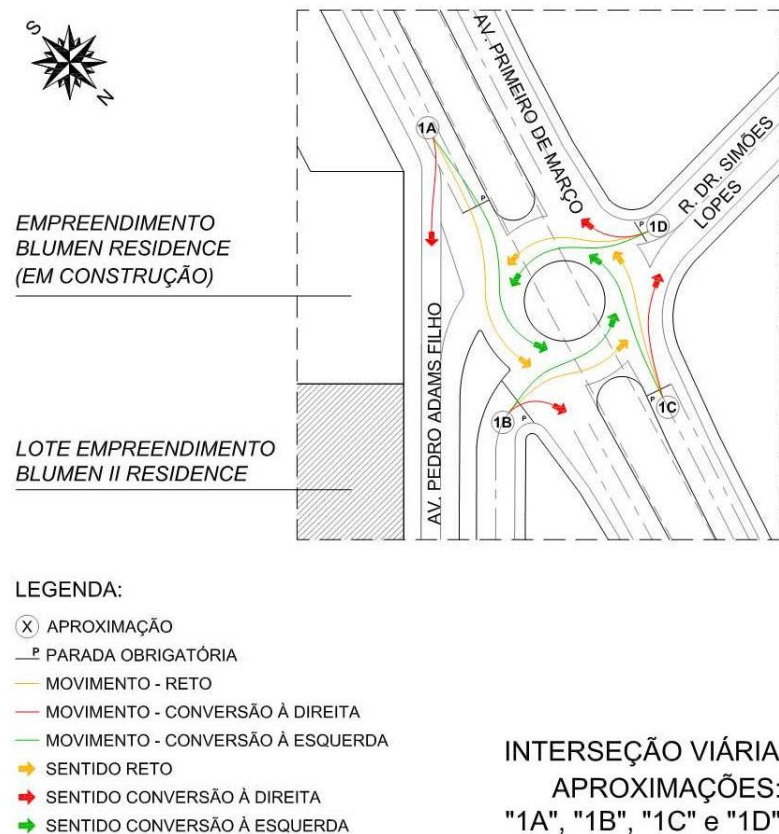 S
N
EMPREENDIMENTO
BLUMEN RESIDENCE
(EM CONSTRUÇÃO)
LOTE EMPREENDIMENTO
BLUMEN II RESIDENCE
AV. PRIMEIRO DE MARÇO
R. DR. SIMÕES
LOPES
AV. PEDRO ADAMS FILHO
1A
P
P
1D
1B
P
P
1C
LEGENDA:
X APROXIMAÇÃO
P PARADA OBRIGATÓRIA
MOVIMENTO - RETO
MOVIMENTO - CONVERSÃO À DIREITA
MOVIMENTO - CONVERSÃO À ESQUERDA
SENTIDO RETO
SENTIDO CONVERSÃO À DIREITA
SENTIDO CONVERSÃO À ESQUERDA
INTERSEÇÃO VIÁRIA
APROXIMAÇÕES:
"1A", "1B", "1C" e "1D"